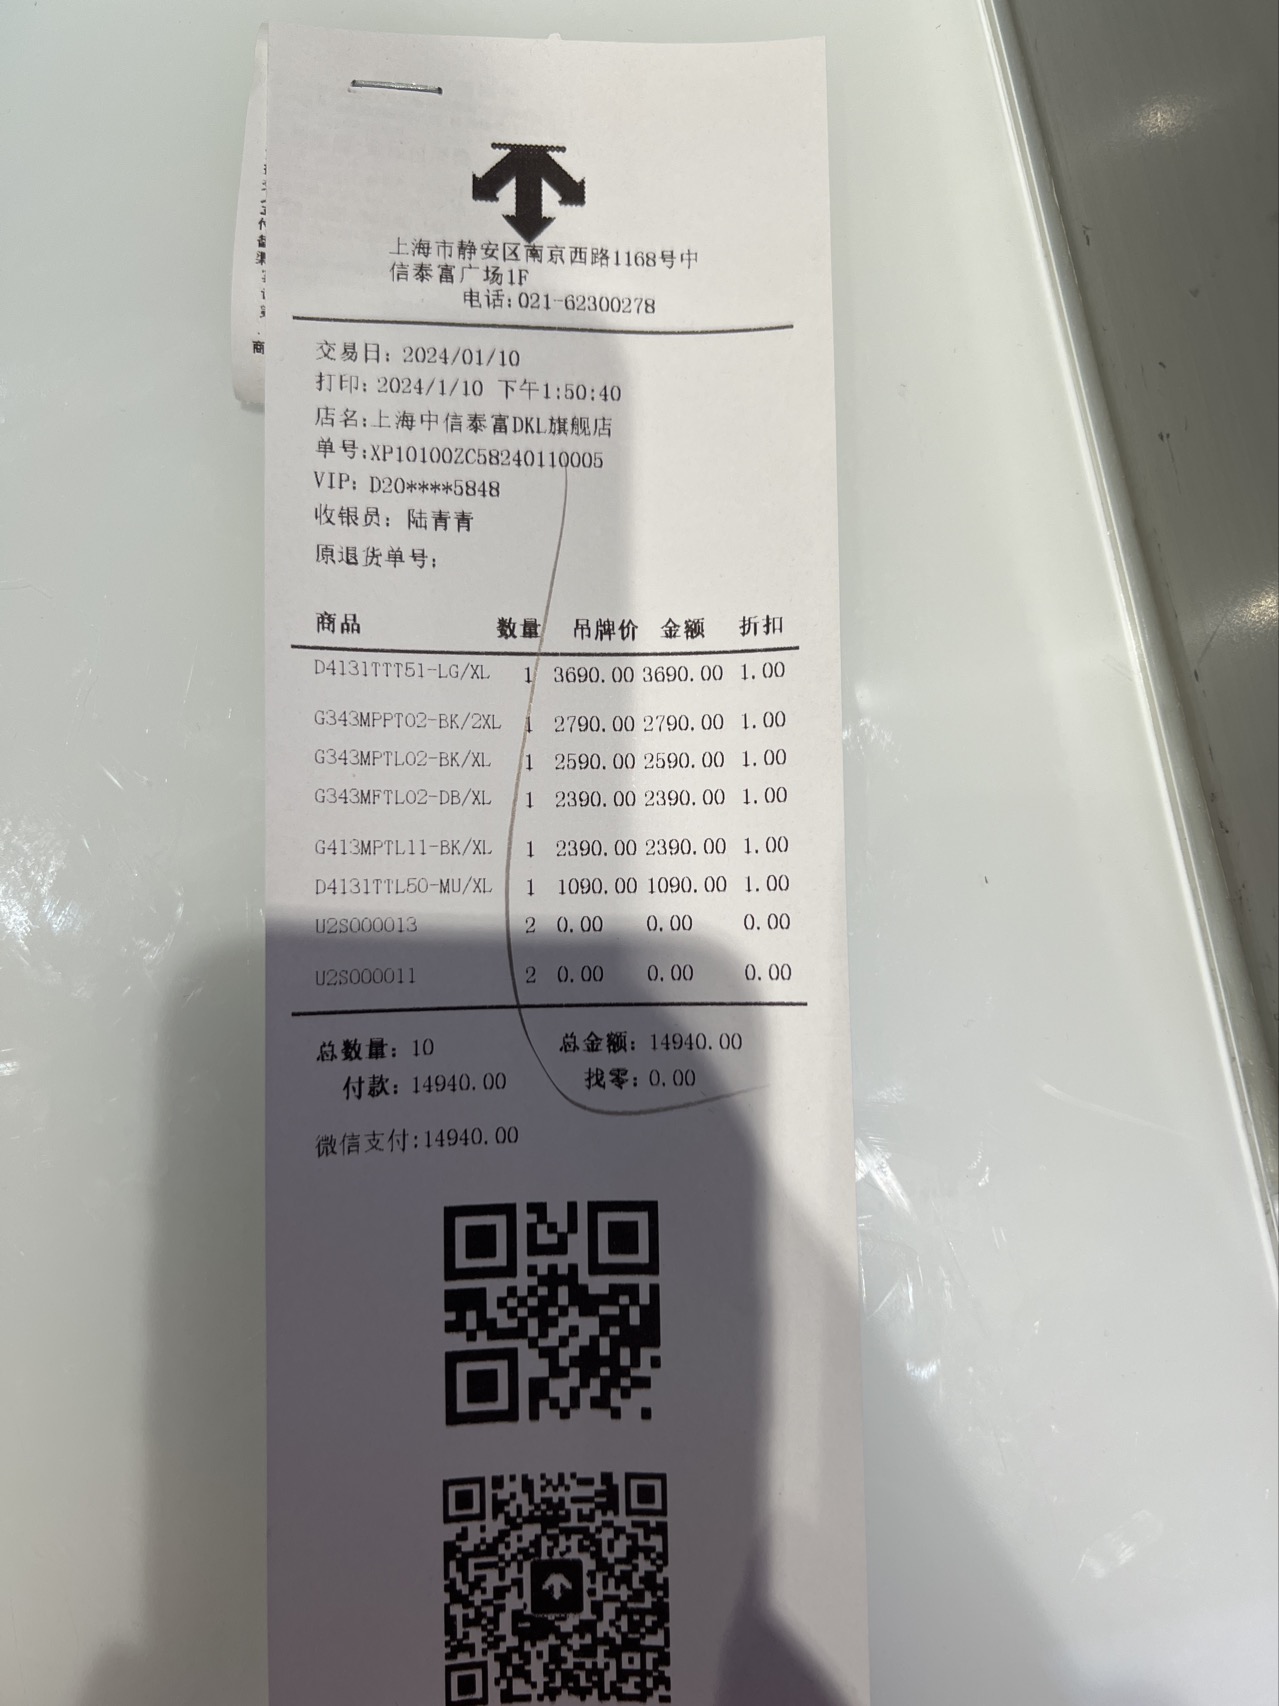 上海市静安区南京西路1168号中
信泰富广场1F
电话:021-62300278
交易日: 2024/01/10
打印: 2024/1/10 下午1:50:40
店名:上海中信泰富DKL旗舰店
单号:XP10100ZC58240110005
VIP: D20****5848
收银员: 陆青青
原退货单号:
商品 数量 吊牌价 金额 折扣
D4131TTT51-LG/XL 1 3690.00 3690.00 1.00
G343MPPT02-BK/2XL 1 2790.00 2790.00 1.00
G343MPTL02-BK/XL 1 2590.00 2590.00 1.00
G343MFTL02-DB/XL 1 2390.00 2390.00 1.00
G413MPTL11-BK/XL 1 2390.00 2390.00 1.00
D4131TTL50-MU/XL 1 1090.00 1090.00 1.00
U2S000013 2 0.00 0.00 0.00
U2S000011 2 0.00 0.00 0.00
总数量: 10 总金额: 14940.00
付款: 14940.00 找零: 0.00
微信支付:14940.00